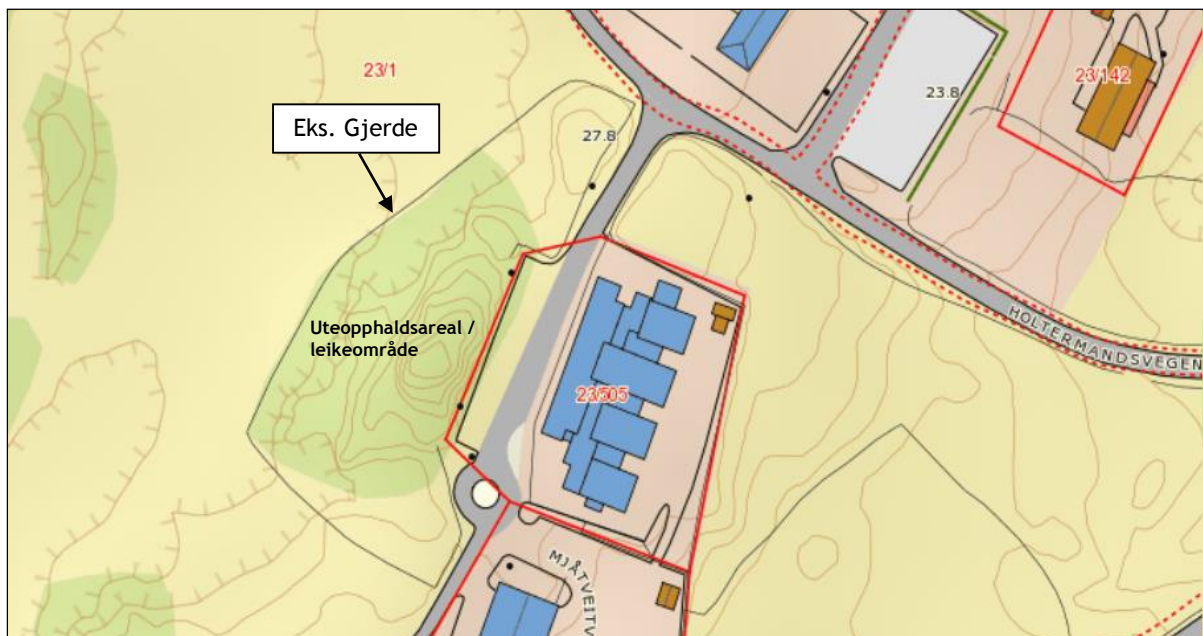 23/1
Eks. Gjerde
27.8
23.8
23/142
Uteopphaldsareal /
leikeområde
23/505
HOLTERMANDSVEGEN
MJÅTVEITV